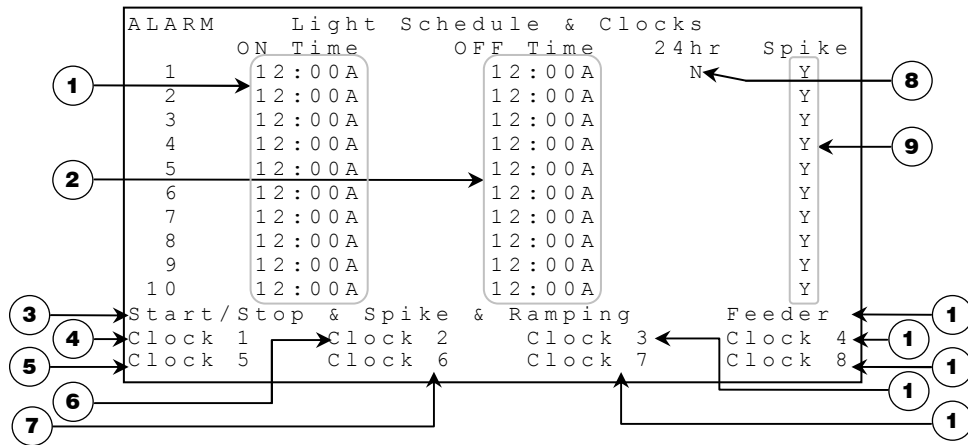 ALARM Light Schedule & Clocks
ON Time OFF Time 24hr Spike
1 12:00A 12:00A N Y
2 12:00A 12:00A Y
3 12:00A 12:00A Y
4 12:00A 12:00A Y
5 12:00A 12:00A Y
6 12:00A 12:00A Y
7 12:00A 12:00A Y
8 12:00A 12:00A Y
9 12:00A 12:00A Y
10 12:00A 12:00A Y
Start/Stop & Spike & Ramping Feeder
Clock 1 Clock 2 Clock 3 Clock 4
Clock 5 Clock 6 Clock 7 Clock 8
1
2
3
4
5
6
7
8
9
1
1
1
1
1